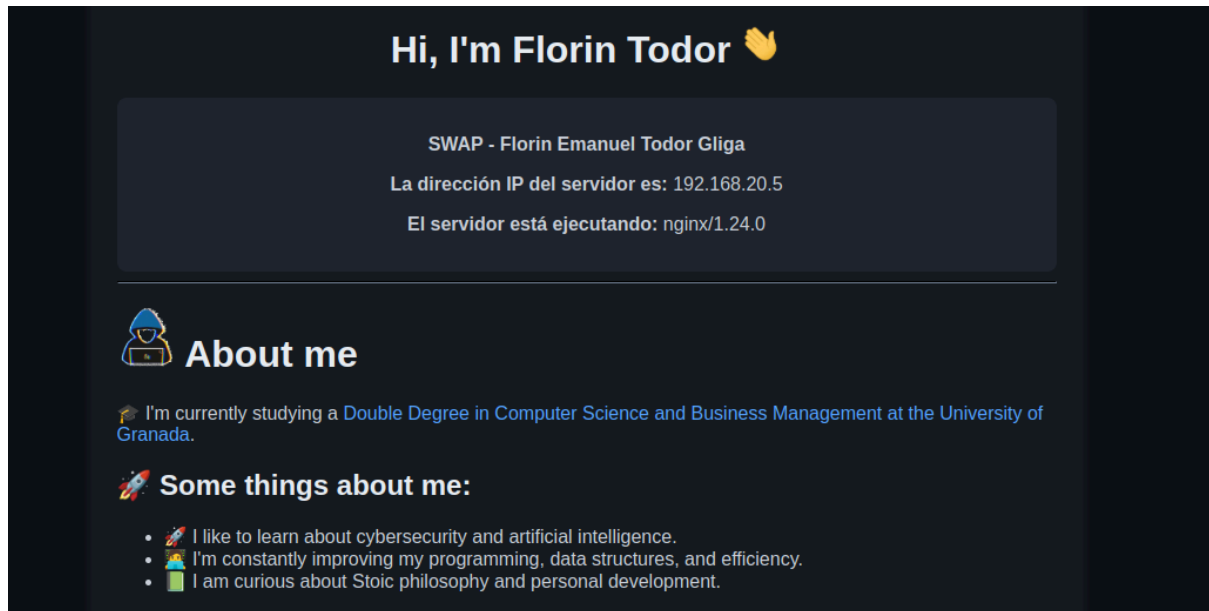 Hi, I'm Florin Todor 👋
SWAP - Florin Emanuel Todor Gliga
La dirección IP del servidor es: 192.168.20.5
El servidor está ejecutando: nginx/1.24.0
About me
🎓 I'm currently studying a Double Degree in Computer Science and Business Management at the University of
Granada.
🚀 Some things about me:
• 🚀 I like to learn about cybersecurity and artificial intelligence.
• 🧑‍💻 I'm constantly improving my programming, data structures, and efficiency.
• 📗 I am curious about Stoic philosophy and personal development.